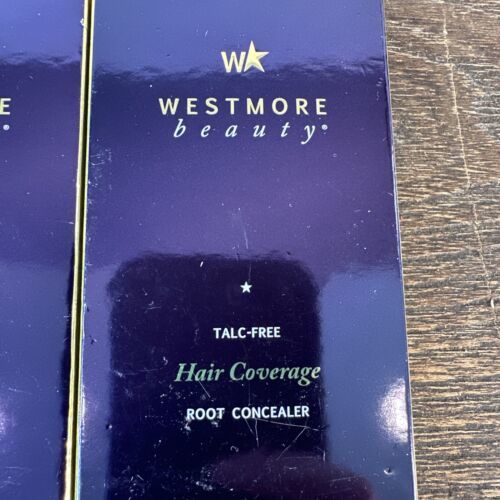 W
WESTMORE
beauty®
TALC-FREE
Hair Coverage
ROOT CONCEALER
E
®